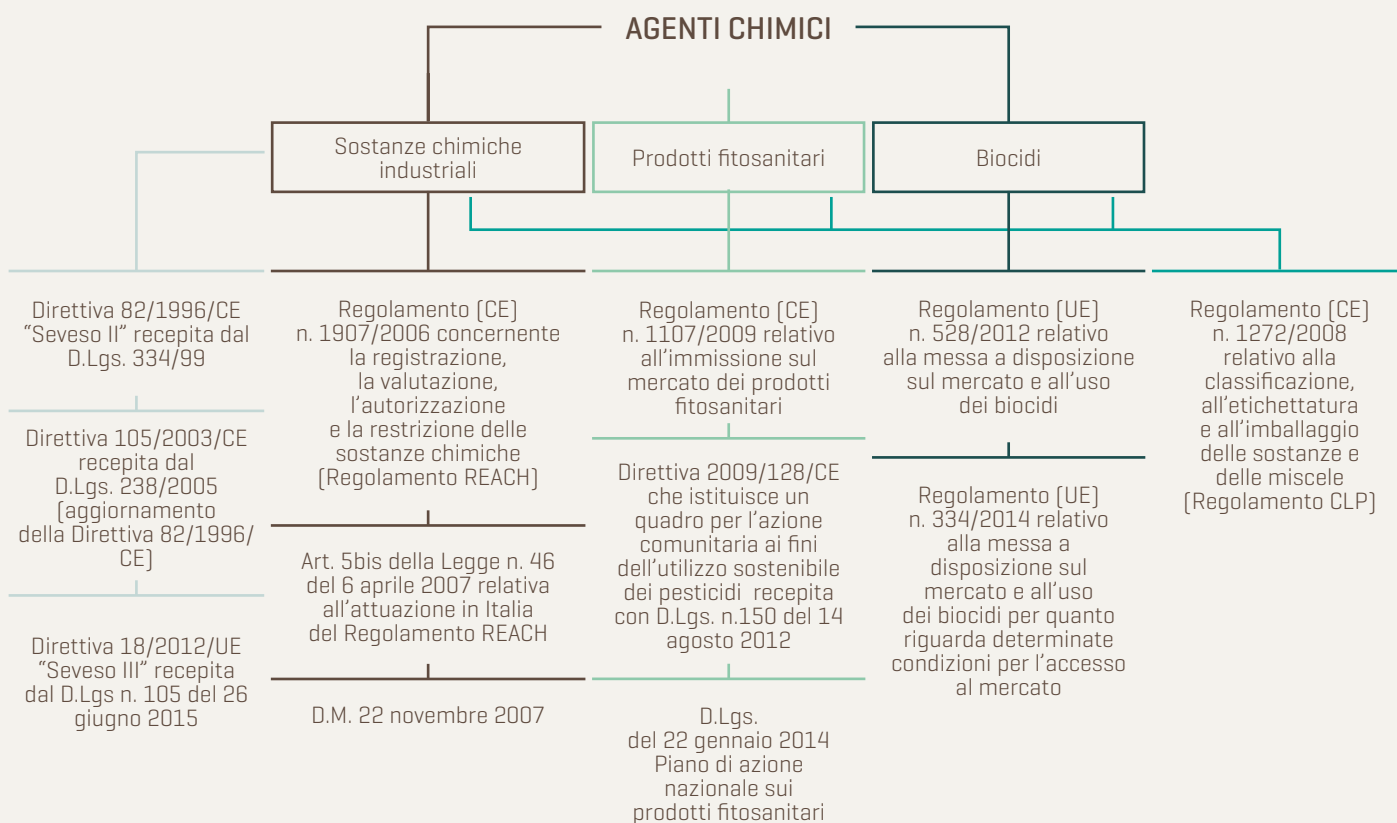 AGENTI CHIMICI
Sostanze chimiche
industriali
Prodotti fitosanitari
Biocidi
Direttiva 82/1996/CE
“Seveso II” recepita dal
D.Lgs. 334/99
Direttiva 105/2003/CE
recepita dal
D.Lgs. 238/2005
(aggiornamento
della Direttiva 82/1996/
CE)
Direttiva 18/2012/UE
“Seveso III” recepita
dal D.Lgs n. 105 del 26
giugno 2015
Regolamento (CE)
n. 1907/2006 concernente
la registrazione,
la valutazione,
l’autorizzazione
e la restrizione delle
sostanze chimiche
(Regolamento REACH)
Art. 5bis della Legge n. 46
del 6 aprile 2007 relativa
all’attuazione in Italia
del Regolamento REACH
D.M. 22 novembre 2007
Regolamento (CE)
n. 1107/2009 relativo
all’immissione sul
mercato dei prodotti
fitosanitari
Direttiva 2009/128/CE
che istituisce un
quadro per l’azione
comunitaria ai fini
dell’utilizzo sostenibile
dei pesticidi recepita
con D.Lgs. n.150 del 14
agosto 2012
D.Lgs.
del 22 gennaio 2014
Piano di azione
nazionale sui
prodotti fitosanitari
Regolamento (UE)
n. 528/2012 relativo
alla messa a disposizione
sul mercato e all’uso
dei biocidi
Regolamento (UE)
n. 334/2014 relativo
alla messa a
disposizione sul
mercato e all’uso
dei biocidi per quanto
riguarda determinate
condizioni per l’accesso
al mercato
Regolamento (CE)
n. 1272/2008
relativo alla
classificazione,
all’etichettatura
e all’imballaggio
delle sostanze e
delle miscele
(Regolamento CLP)